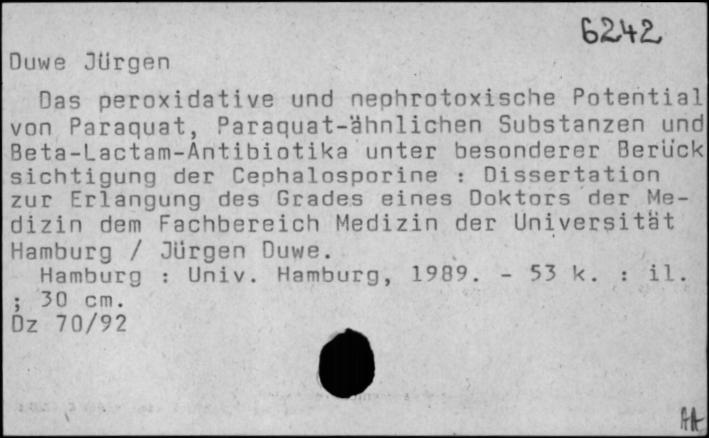 6242
Duwe Jürgen
Das peroxidative und nephrotoxische Potential
von Paraquat, Paraquat-ähnlichen Substanzen und
Beta-Lactam-Antibiotika unter besonderer Berück
sichtigung der Cephalosporine : Dissertation
zur Erlangung des Grades eines Doktors der Me-
dizin dem Fachbereich Medizin der Universität
Hamburg / Jürgen Duwe.
Hamburg : Univ. Hamburg, 1989. - 53 k. : il.
; 30 cm.
Dz 70/92
AA